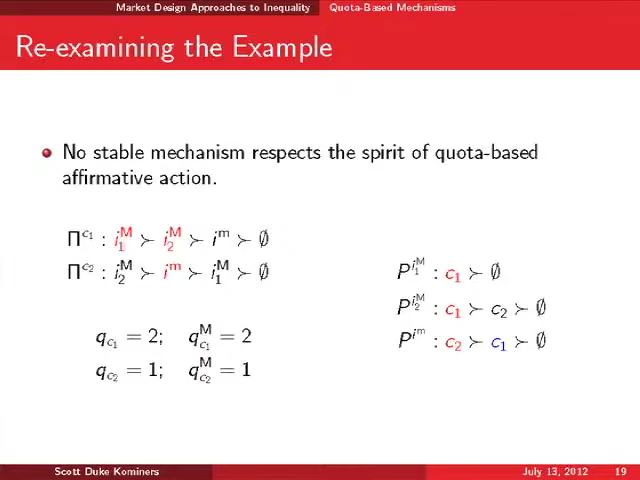 Market Design Approaches to Inequality Quota-Based Mechanisms
Re-examining the Example
No stable mechanism respects the spirit of quota-based
affirmative action.
Π^{c_1} : i_1^M ≻ i_2^M ≻ i^m ≻ ∅
Π^{c_2} : i_2^M ≻ i^m ≻ i_1^M ≻ ∅
q_{c_1} = 2; q_{c_1}^M = 2
q_{c_2} = 1; q_{c_2}^M = 1
P^{i_1^M} : c_1 ≻ ∅
P^{i_2^M} : c_1 ≻ c_2 ≻ ∅
P^{i^m} : c_2 ≻ c_1 ≻ ∅
Scott Duke Kominers July 13, 2012 19